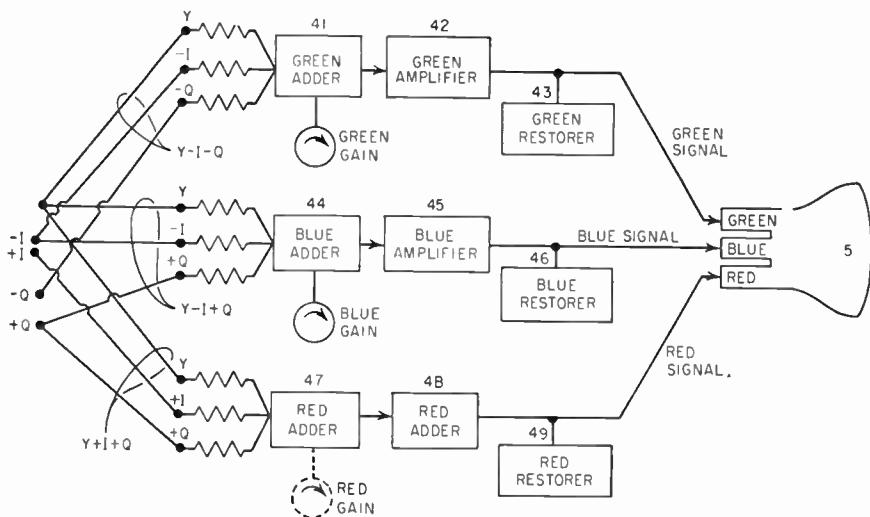 Y
-I
-Q
Y-I-Q
41
GREEN
ADDER
GREEN
GAIN
42
GREEN
AMPLIFIER
43
GREEN
RESTORER
GREEN
SIGNAL
-I
+I
-Q
+Q
Y
-I
+Q
Y-I+Q
44
BLUE
ADDER
BLUE
GAIN
45
BLUE
AMPLIFIER
BLUE SIGNAL
46
BLUE
RESTORER
GREEN
BLUE
RED
5
Y
+I
+Q
Y+I+Q
47
RED
ADDER
RED
GAIN
4B
RED
ADDER
49
RED
RESTORER
RED
SIGNAL.